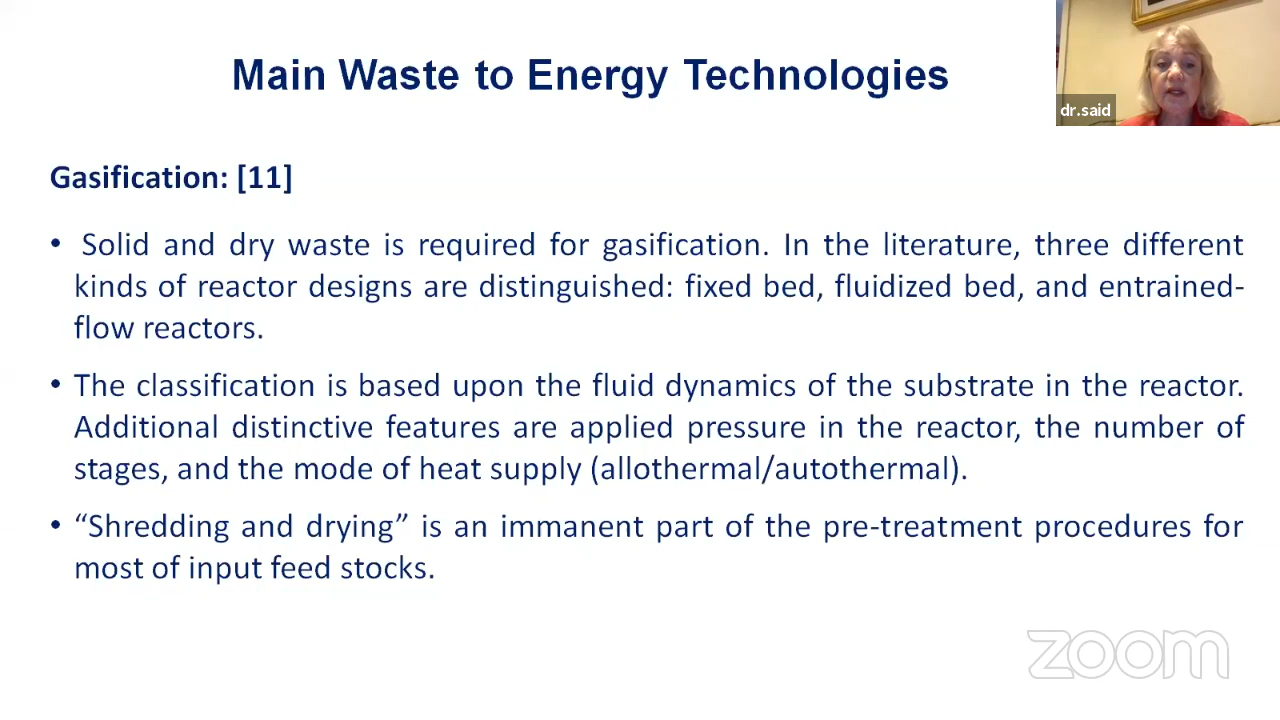 Main Waste to Energy Technologies
dr.said
Gasification: [11]
• Solid and dry waste is required for gasification. In the literature, three different
kinds of reactor designs are distinguished: fixed bed, fluidized bed, and entrained-
flow reactors.
• The classification is based upon the fluid dynamics of the substrate in the reactor.
Additional distinctive features are applied pressure in the reactor, the number of
stages, and the mode of heat supply (allothermal/autothermal).
• “Shredding and drying” is an immanent part of the pre-treatment procedures for
most of input feed stocks.
zoom